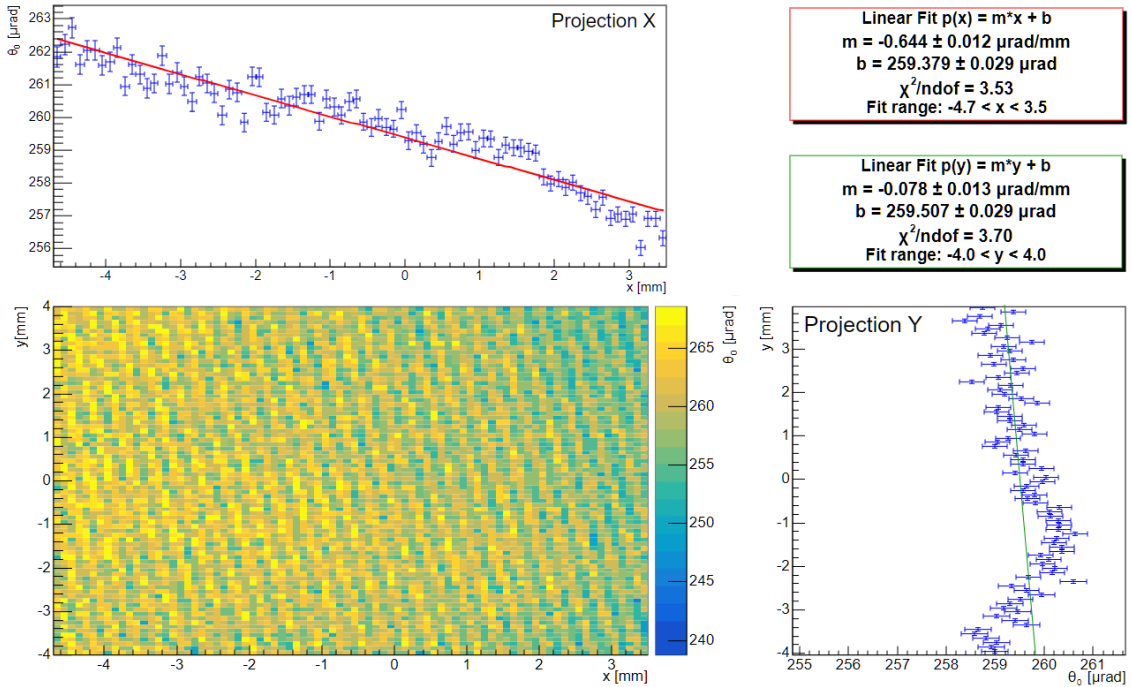 Projection X
θ₀ [µrad]
263
262
261
260
259
258
257
256
-4
-3
-2
-1
0
1
2
3
x [mm]
Linear Fit p(x) = m*x + b
m = -0.644 ± 0.012 µrad/mm
b = 259.379 ± 0.029 µrad
χ²/ndof = 3.53
Fit range: -4.7 < x < 3.5
Linear Fit p(y) = m*y + b
m = -0.078 ± 0.013 µrad/mm
b = 259.507 ± 0.029 µrad
χ²/ndof = 3.70
Fit range: -4.0 < y < 4.0
y[mm]
4
3
2
1
0
-1
-2
-3
-4
-4
-3
-2
-1
0
1
2
3
x [mm]
θ₀ [µrad]
265
260
255
250
245
240
Projection Y
y [mm]
3
2
1
0
-1
-2
-3
-4
255
256
257
258
259
260
261
θ₀ [µrad]